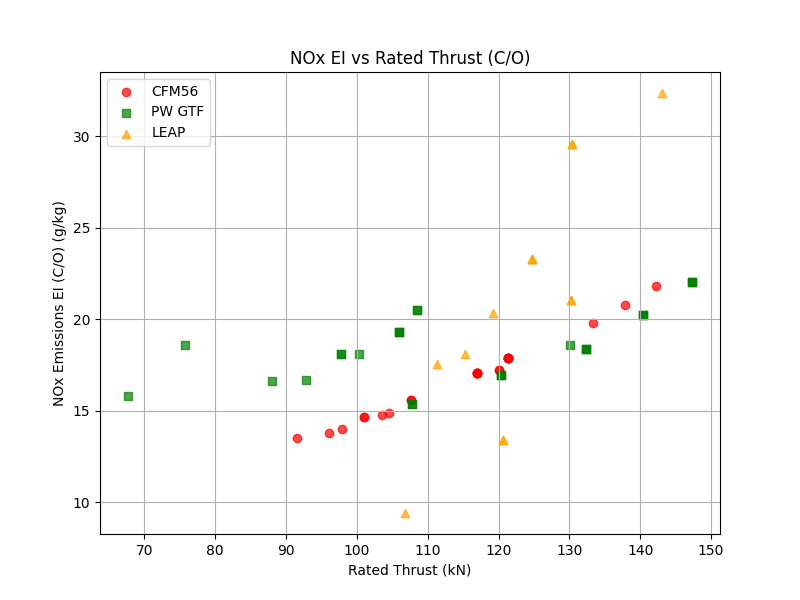 NOx EI vs Rated Thrust (C/O)
CFM56
PW GTF
LEAP
NOx Emissions EI (C/O) (g/kg)
30
25
20
15
10
70 80 90 100 110 120 130 140 150
Rated Thrust (kN)